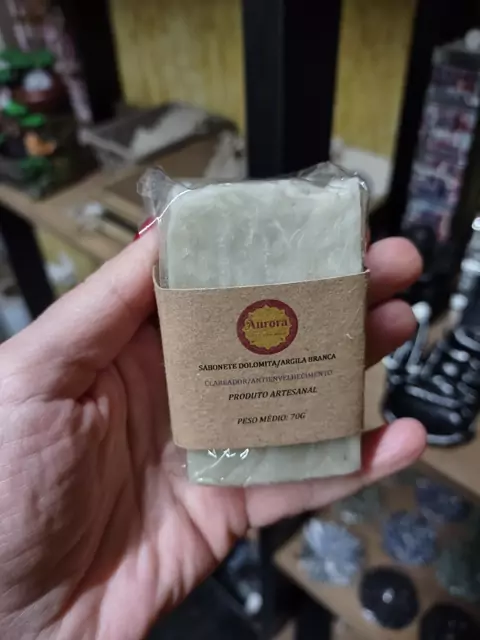 Aurora
SABONETE DOLOMITA/ARGILA BRANCA
CLAREADOR/ANTIENVELHECIMENTO
PRODUTO ARTESANAL
PESO MÉDIO: 70G